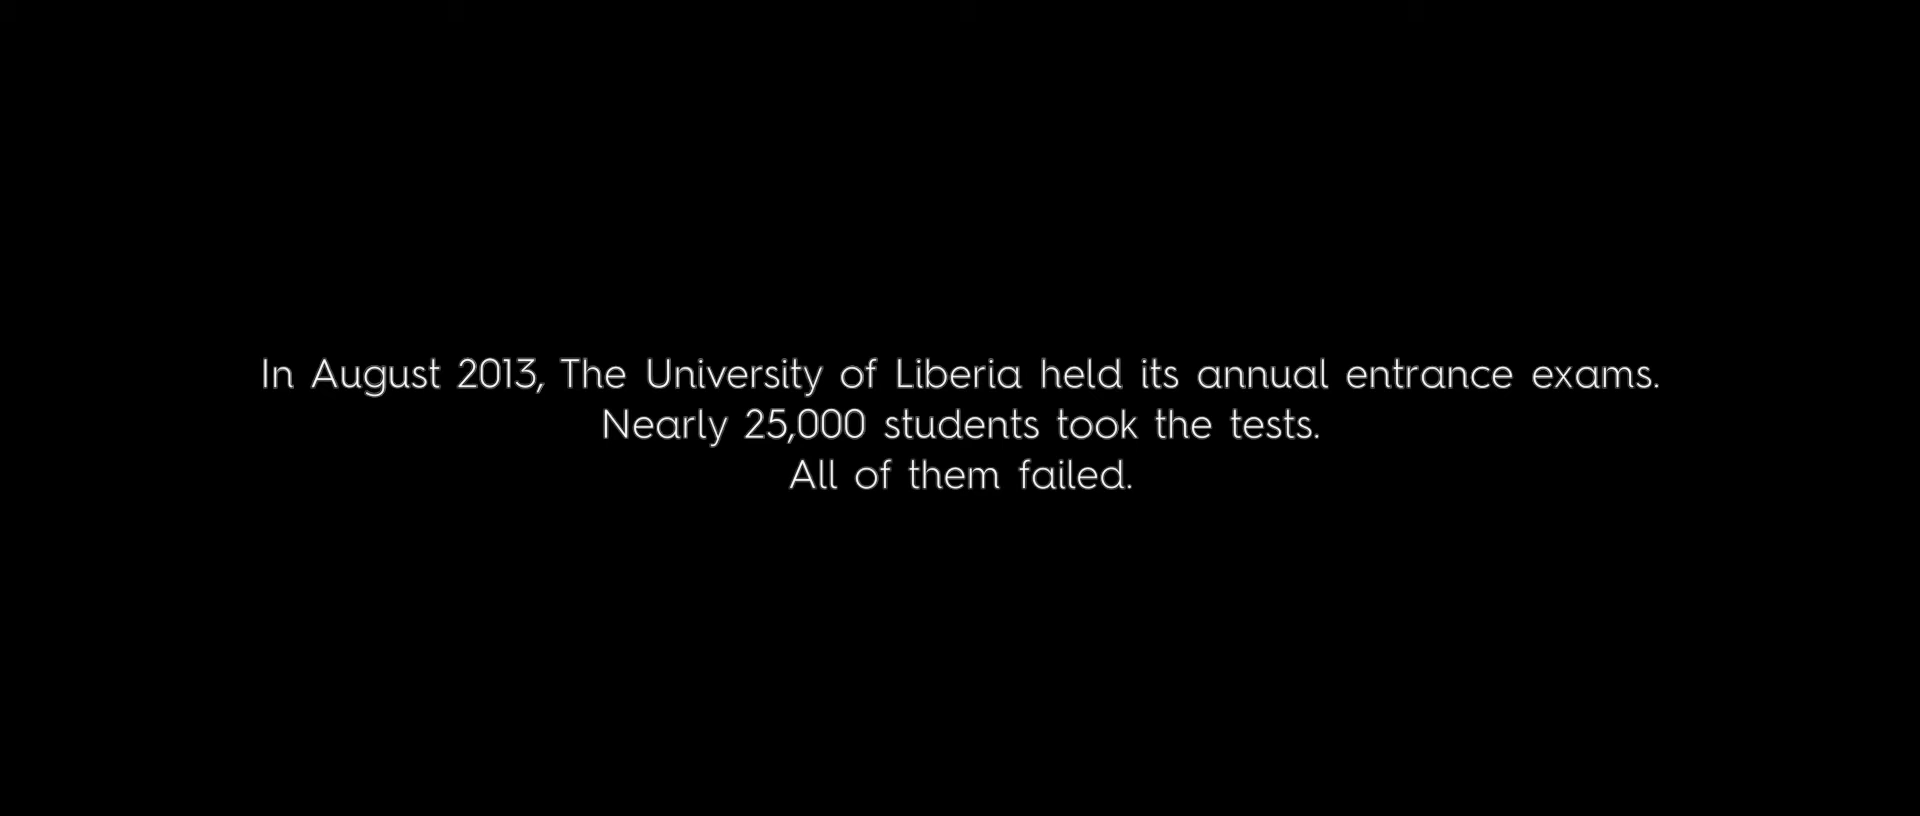 In August 2013, The University of Liberia held its annual entrance exams.
Nearly 25,000 students took the tests.
All of them failed.